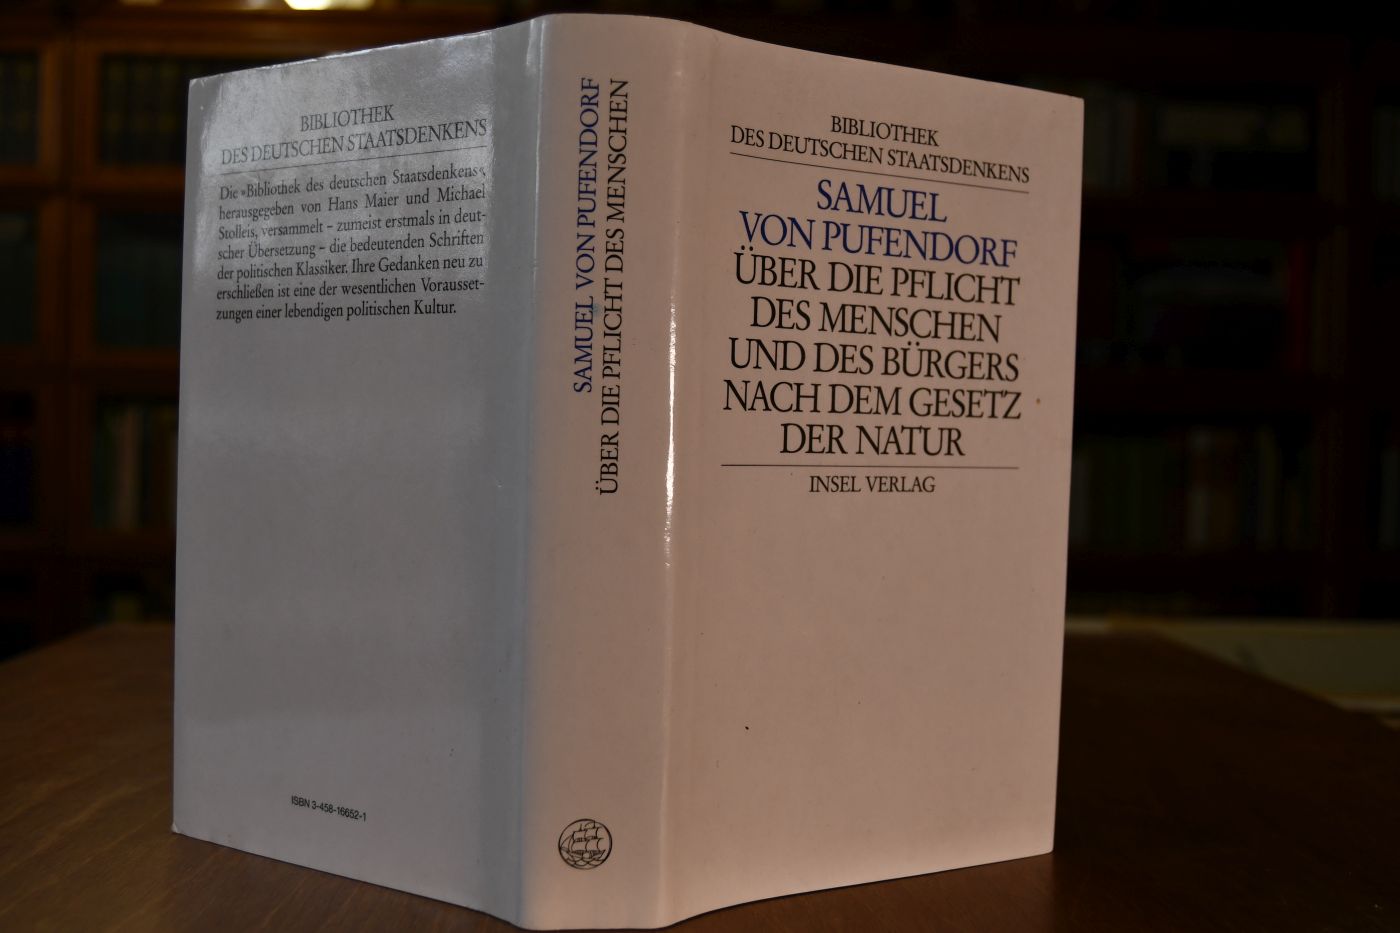 BIBLIOTHEK
DES DEUTSCHEN STAATSDENKENS
Die »Bibliothek des deutschen Staatsdenkens«,
herausgegeben von Hans Maier und Michael
Stolleis, versammelt – zumeist erstmals in deut-
scher Übersetzung – die bedeutenden Schriften
der politischen Klassiker. Ihre Gedanken neu zu
erschließen ist eine der wesentlichen Vorausset-
zungen einer lebendigen politischen Kultur.
ISBN 3-458-16652-1
SAMUEL VON PUFENDORF
ÜBER DIE PFLICHT DES MENSCHEN
BIBLIOTHEK
DES DEUTSCHEN STAATSDENKENS
SAMUEL
VON PUFENDORF
ÜBER DIE PFLICHT
DES MENSCHEN
UND DES BÜRGERS
NACH DEM GESETZ
DER NATUR
INSEL VERLAG